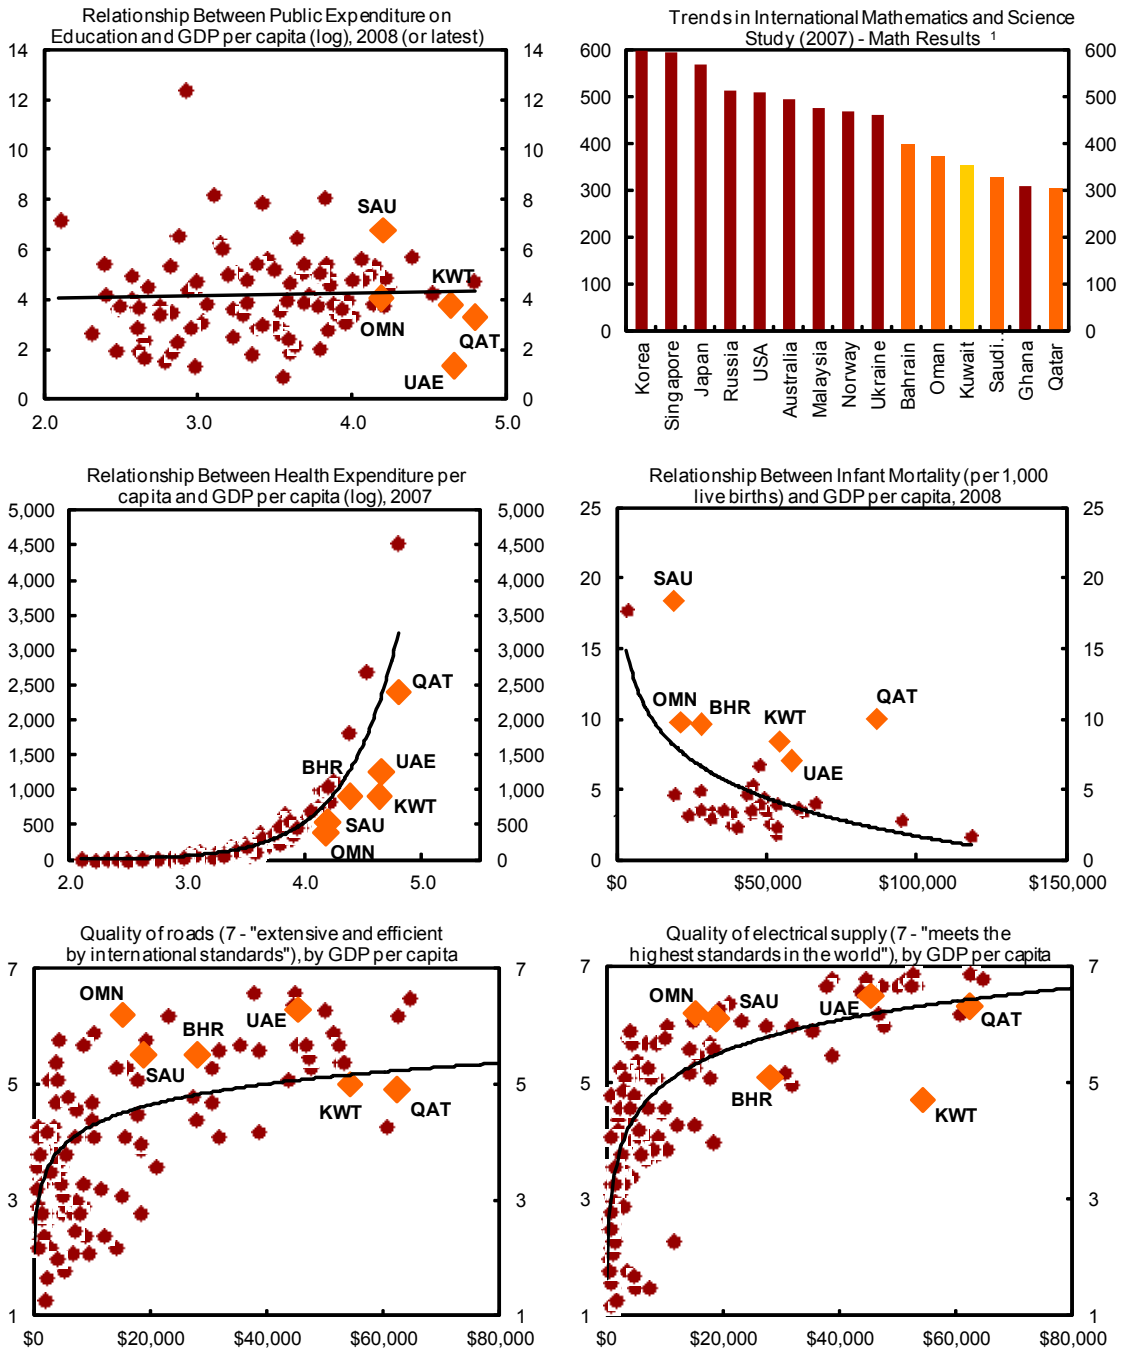 Relationship Between Public Expenditure on
Education and GDP per capita (log), 2008 (or latest)
14 14
12 12
10 10
8 8
SAU
6 6
KWT
4 4
OMN
QAT
2 2
UAE
0 0
2.0 3.0 4.0 5.0
Trends in International Mathematics and Science
Study (2007) - Math Results 1
600 600
500 500
400 400
300 300
200 200
100 100
0 0
Korea
Singapore
Japan
Russia
USA
Australia
Malaysia
Norway
Ukraine
Bahrain
Oman
Kuwait
Saudi..
Ghana
Qatar
Relationship Between Health Expenditure per
capita and GDP per capita (log), 2007
5,000 5,000
4,500 4,500
4,000 4,000
3,500 3,500
3,000 3,000
2,500 2,500
QAT
2,000 2,000
1,500 1,500
BHR UAE
1,000 1,000
KWT
500 SAU 500
OMN
0 0
2.0 3.0 4.0 5.0
Relationship Between Infant Mortality (per 1,000
live births) and GDP per capita, 2008
25 25
20 20
SAU
15 15
OMN BHR KWT QAT
10 10
UAE
5 5
0 0
$0 $50,000 $100,000 $150,000
Quality of roads (7 - "extensive and efficient
by international standards"), by GDP per capita
7 7
OMN
UAE
BHR
SAU
5 5
KWT QAT
3 3
1 1
$0 $20,000 $40,000 $60,000 $80,000
Quality of electrical supply (7 - "meets the
highest standards in the world"), by GDP per capita
7 7
OMN SAU UAE
QAT
5 5
BHR
KWT
3 3
1 1
$0 $20,000 $40,000 $60,000 $80,000